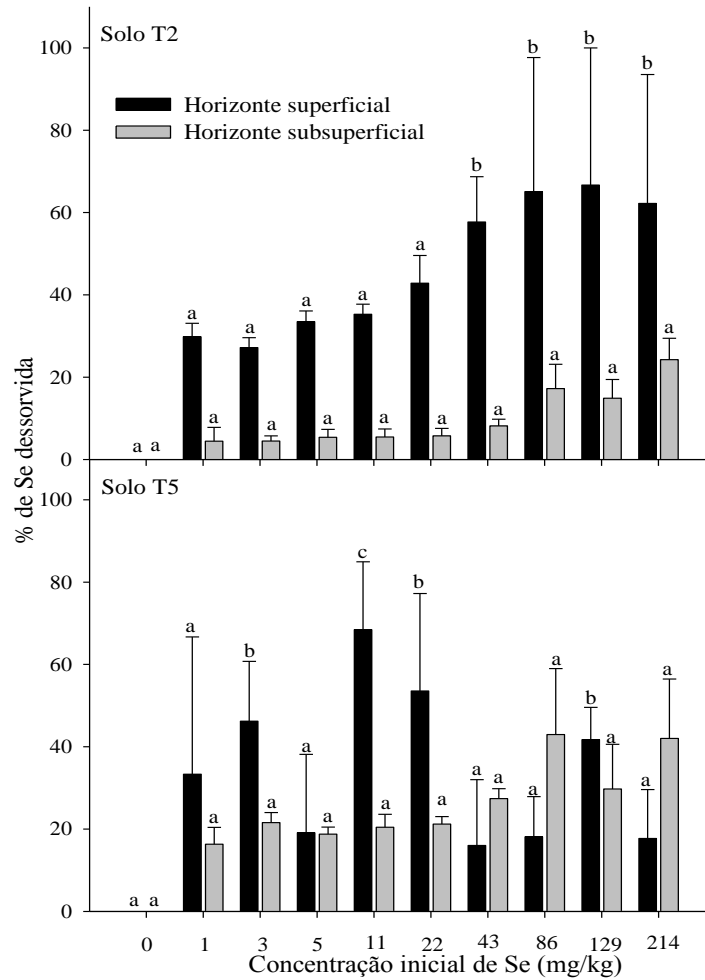 Solo T2
Horizonte superficial
Horizonte subsuperficial
100
80
60
40
20
0
a a a a a a a a a a a a b a b a b a b a
Solo T5
100
80
60
40
20
0
a a a a b a a a c a b a a a a a b a a a
0 1 3 5 11 22 43 86 129 214
% de Se dessorvida
Concentração inicial de Se (mg/kg)